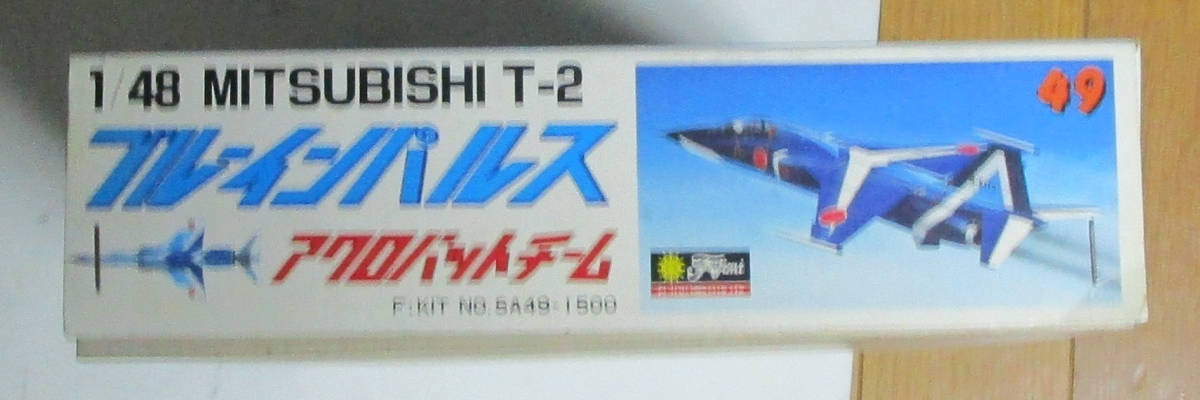 1/48 MITSUBISHI T-2
ブルーインパルス
アクロバットチーム
F:KIT NO.5A49-1500
49